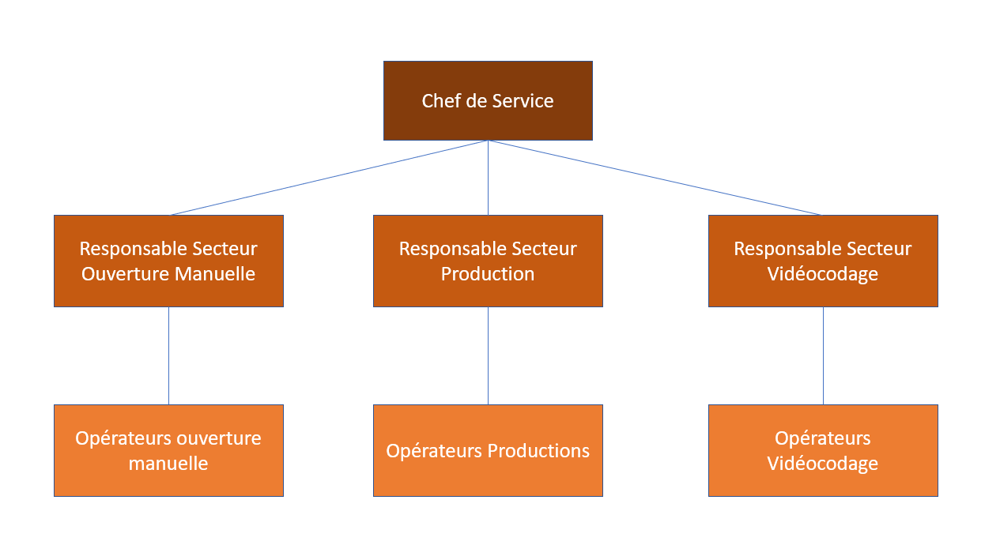 Chef de Service
Responsable Secteur
Ouverture Manuelle
Responsable Secteur
Production
Responsable Secteur
Vidéocodage
Opérateurs ouverture
manuelle
Opérateurs Productions
Opérateurs
Vidéocodage